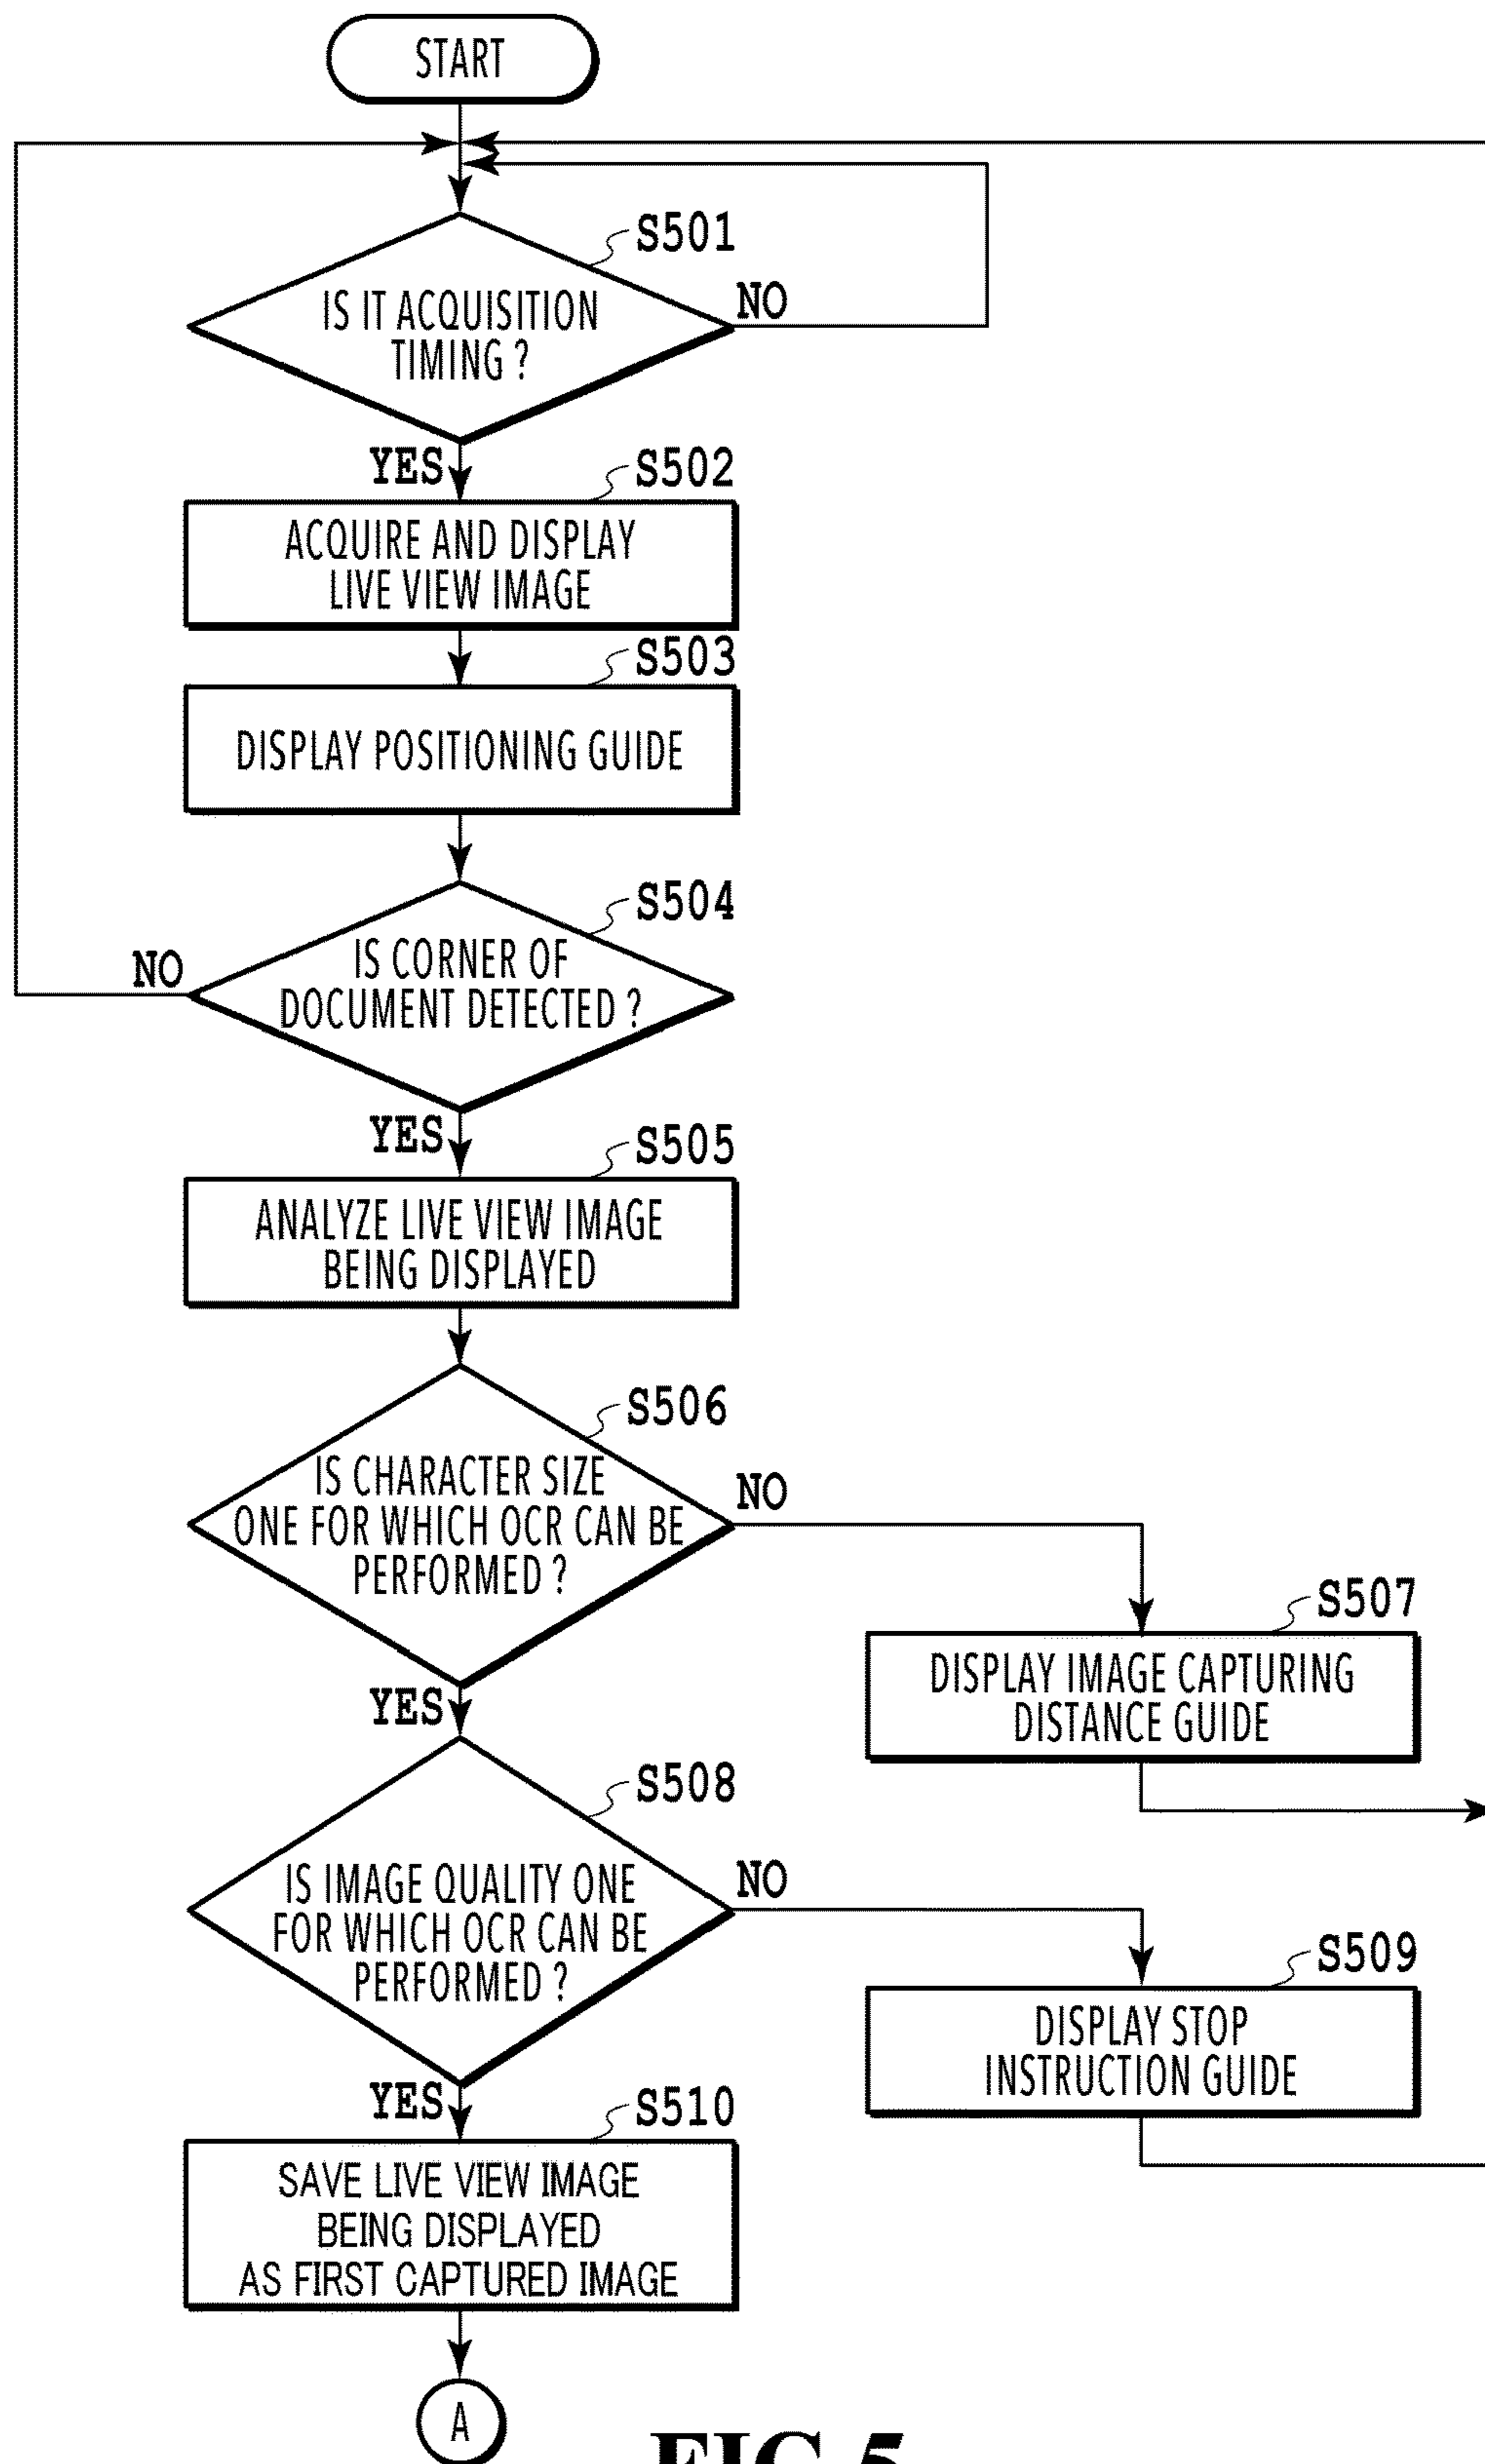 START
S501
IS IT ACQUISITION
TIMING ?
NO
YES
S502
ACQUIRE AND DISPLAY
LIVE VIEW IMAGE
S503
DISPLAY POSITIONING GUIDE
S504
IS CORNER OF
DOCUMENT DETECTED ?
NO
YES
S505
ANALYZE LIVE VIEW IMAGE
BEING DISPLAYED
S506
IS CHARACTER SIZE
ONE FOR WHICH OCR CAN BE
PERFORMED ?
NO
YES
S507
DISPLAY IMAGE CAPTURING
DISTANCE GUIDE
S508
IS IMAGE QUALITY ONE
FOR WHICH OCR CAN BE
PERFORMED ?
NO
YES
S509
DISPLAY STOP
INSTRUCTION GUIDE
S510
SAVE LIVE VIEW IMAGE
BEING DISPLAYED
AS FIRST CAPTURED IMAGE
A
FIG.5